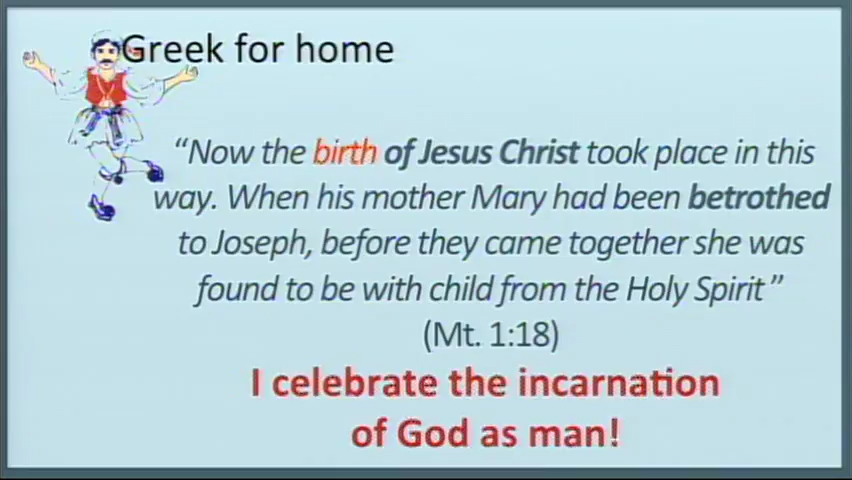 Greek for home
“Now the birth of Jesus Christ took place in this
way. When his mother Mary had been betrothed
to Joseph, before they came together she was
found to be with child from the Holy Spirit”
(Mt. 1:18)
I celebrate the incarnation
of God as man!